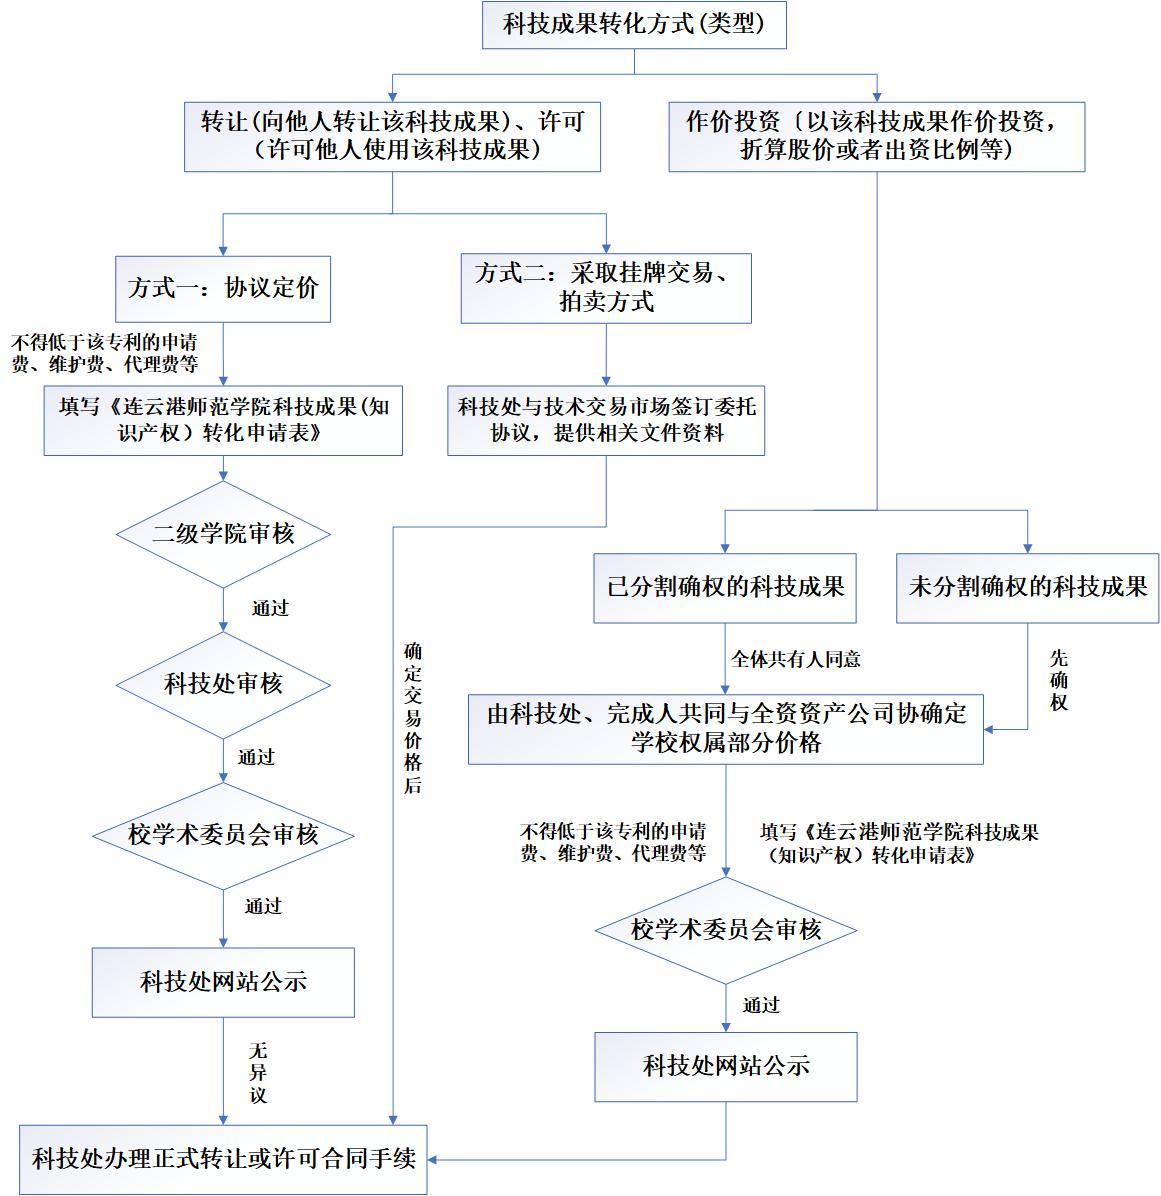 科技成果转化方式(类型)
转让(向他人转让该科技成果)、许可
（许可他人使用该科技成果）
作价投资〔以该科技成果作价投资，
折算股价或者出资比例等)
方式一：协议定价
方式二：采取挂牌交易、
拍卖方式
不得低于该专利的申请
费、维护费、代理费等
填写《连云港师范学院科技成果(知
识产权）转化申请表》
科技处与技术交易市场签订委托
协议，提供相关文件资料
二级学院审核
通过
科技处审核
通过
校学术委员会审核
通过
科技处网站公示
无异议
确定交易价格后
已分割确权的科技成果
未分割确权的科技成果
全体共有人同意
先确权
由科技处、完成人共同与全资资产公司协确定
学校权属部分价格
不得低于该专利的申请
费、维护费、代理费等
填写《连云港师范学院科技成果
（知识产权）转化申请表》
校学术委员会审核
通过
科技处网站公示
科技处办理正式转让或许可合同手续